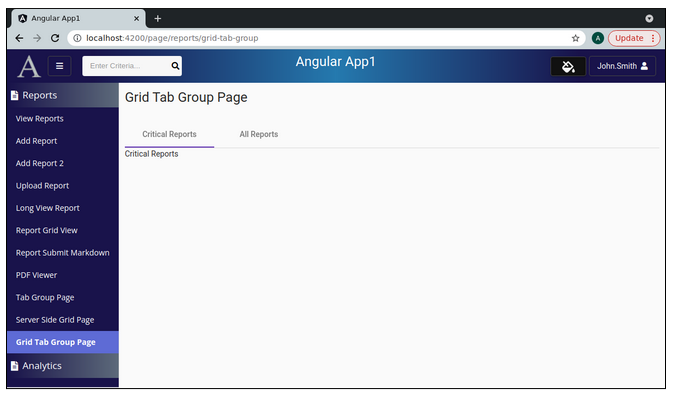 Angular App1
localhost:4200/page/reports/grid-tab-group
A
Update
A
Enter Criteria...
Angular App1
John.Smith
Reports
View Reports
Add Report
Add Report 2
Upload Report
Long View Report
Report Grid View
Report Submit Markdown
PDF Viewer
Tab Group Page
Server Side Grid Page
Grid Tab Group Page
Analytics
Grid Tab Group Page
Critical Reports
All Reports
Critical Reports